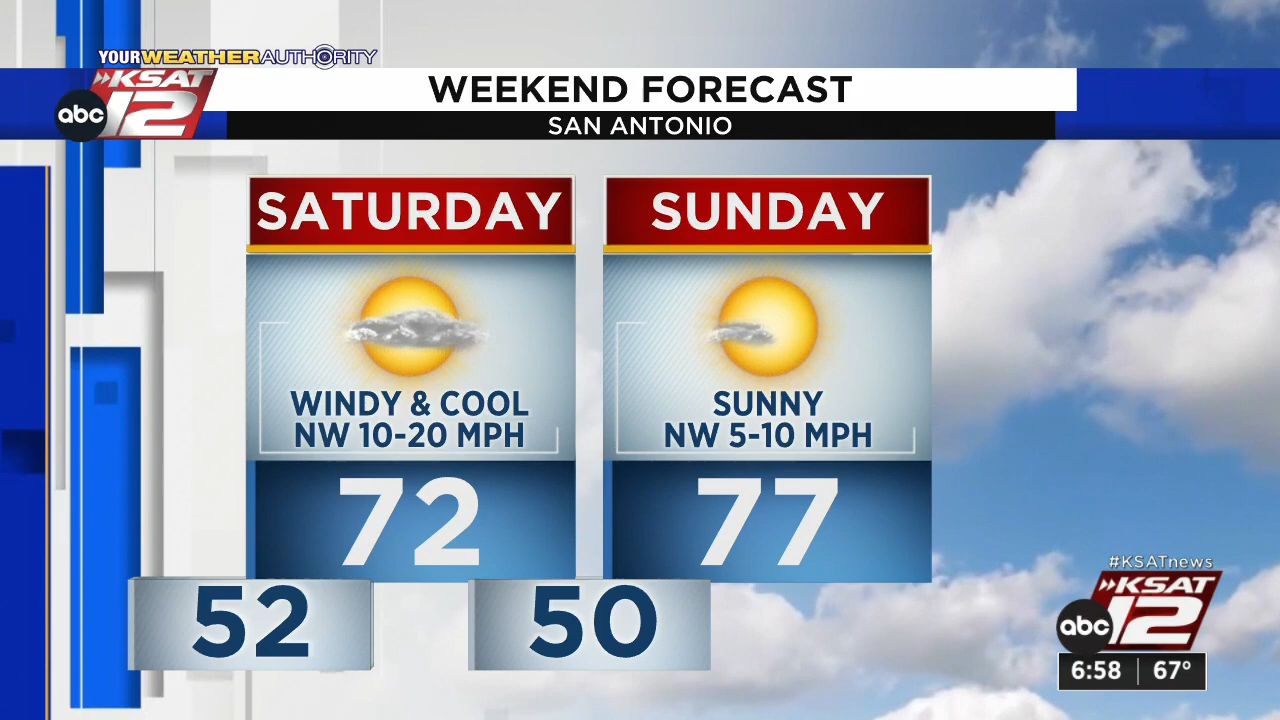 YOURWEATHERAUTHORITY
KSAT
abc 12
WEEKEND FORECAST
SAN ANTONIO
SATURDAY
WINDY & COOL
NW 10-20 MPH
72
52
SUNDAY
SUNNY
NW 5-10 MPH
77
50
#KSATnews
KSAT
abc 12
6:58 67°